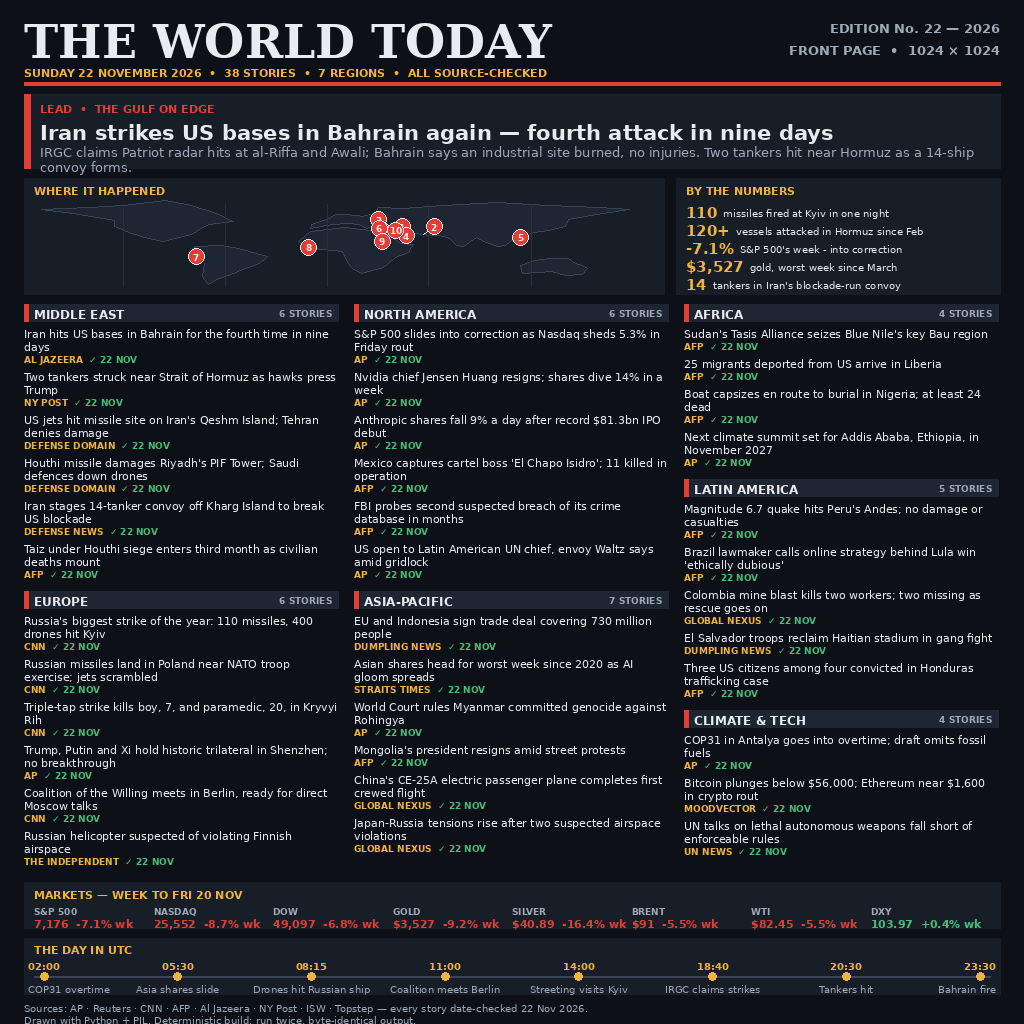 THE WORLD TODAY
EDITION No. 22 — 2026
FRONT PAGE • 1024 × 1024
SUNDAY 22 NOVEMBER 2026 • 38 STORIES • 7 REGIONS • ALL SOURCE-CHECKED
LEAD • THE GULF ON EDGE
Iran strikes US bases in Bahrain again — fourth attack in nine days
IRGC claims Patriot radar hits at al-Riffa and Awali; Bahrain says an industrial site burned, no injuries. Two tankers hit near Hormuz as a 14-ship
convoy forms.
WHERE IT HAPPENED
6
10
4
2
9
8
5
7
BY THE NUMBERS
110 missiles fired at Kyiv in one night
120+ vessels attacked in Hormuz since Feb
-7.1% S&P 500's week - into correction
$3,527 gold, worst week since March
14 tankers in Iran's blockade-run convoy
MIDDLE EAST 6 STORIES
Iran hits US bases in Bahrain for the fourth time in nine
days
AL JAZEERA ✓ 22 NOV
Two tankers struck near Strait of Hormuz as hawks press
Trump
NY POST ✓ 22 NOV
US jets hit missile site on Iran's Qeshm Island; Tehran
denies damage
DEFENSE DOMAIN ✓ 22 NOV
Houthi missile damages Riyadh's PIF Tower; Saudi
defences down drones
DEFENSE DOMAIN ✓ 22 NOV
Iran stages 14-tanker convoy off Kharg Island to break
US blockade
DEFENSE NEWS ✓ 22 NOV
Taiz under Houthi siege enters third month as civilian
deaths mount
AFP ✓ 22 NOV
EUROPE 6 STORIES
Russia's biggest strike of the year: 110 missiles, 400
drones hit Kyiv
CNN ✓ 22 NOV
Russian missiles land in Poland near NATO troop
exercise; jets scrambled
CNN ✓ 22 NOV
Triple-tap strike kills boy, 7, and paramedic, 20, in Kryvyi
Rih
CNN ✓ 22 NOV
Trump, Putin and Xi hold historic trilateral in Shenzhen;
no breakthrough
AP ✓ 22 NOV
Coalition of the Willing meets in Berlin, ready for direct
Moscow talks
CNN ✓ 22 NOV
Russian helicopter suspected of violating Finnish
airspace
THE INDEPENDENT ✓ 22 NOV
NORTH AMERICA 6 STORIES
S&P 500 slides into correction as Nasdaq sheds 5.3% in
Friday rout
AP ✓ 22 NOV
Nvidia chief Jensen Huang resigns; shares dive 14% in a
week
AP ✓ 22 NOV
Anthropic shares fall 9% a day after record $81.3bn IPO
debut
AP ✓ 22 NOV
Mexico captures cartel boss 'El Chapo Isidro'; 11 killed in
operation
AFP ✓ 22 NOV
FBI probes second suspected breach of its crime
database in months
AFP ✓ 22 NOV
US open to Latin American UN chief, envoy Waltz says
amid gridlock
AP ✓ 22 NOV
ASIA-PACIFIC 7 STORIES
EU and Indonesia sign trade deal covering 730 million
people
DUMPLING NEWS ✓ 22 NOV
Asian shares head for worst week since 2020 as AI
gloom spreads
STRAITS TIMES ✓ 22 NOV
World Court rules Myanmar committed genocide against
Rohingya
AP ✓ 22 NOV
Mongolia's president resigns amid street protests
AFP ✓ 22 NOV
China's CE-25A electric passenger plane completes first
crewed flight
GLOBAL NEXUS ✓ 22 NOV
Japan-Russia tensions rise after two suspected airspace
violations
GLOBAL NEXUS ✓ 22 NOV
AFRICA 4 STORIES
Sudan's Tasis Alliance seizes Blue Nile's key Bau region
AFP ✓ 22 NOV
25 migrants deported from US arrive in Liberia
AFP ✓ 22 NOV
Boat capsizes en route to burial in Nigeria; at least 24
dead
AFP ✓ 22 NOV
Next climate summit set for Addis Ababa, Ethiopia, in
November 2027
AP ✓ 22 NOV
LATIN AMERICA 5 STORIES
Magnitude 6.7 quake hits Peru's Andes; no damage or
casualties
AFP ✓ 22 NOV
Brazil lawmaker calls online strategy behind Lula win
'ethically dubious'
AFP ✓ 22 NOV
Colombia mine blast kills two workers; two missing as
rescue goes on
GLOBAL NEXUS ✓ 22 NOV
El Salvador troops reclaim Haitian stadium in gang fight
DUMPLING NEWS ✓ 22 NOV
Three US citizens among four convicted in Honduras
trafficking case
AFP ✓ 22 NOV
CLIMATE & TECH 4 STORIES
COP31 in Antalya goes into overtime; draft omits fossil
fuels
AP ✓ 22 NOV
Bitcoin plunges below $56,000; Ethereum near $1,600
in crypto rout
MOODVECTOR ✓ 22 NOV
UN talks on lethal autonomous weapons fall short of
enforceable rules
UN NEWS ✓ 22 NOV
MARKETS — WEEK TO FRI 20 NOV
S&P 500 NASDAQ DOW GOLD SILVER BRENT WTI DXY
7,176 -7.1% wk 25,552 -8.7% wk 49,097 -6.8% wk $3,527 -9.2% wk $40.89 -16.4% wk $91 -5.5% wk $82.45 -5.5% wk 103.97 +0.4% wk
THE DAY IN UTC
02:00 05:30 08:15 11:00 14:00 18:40 20:30 23:30
COP31 overtime Asia shares slide Drones hit Russian ship Coalition meets Berlin Streeting visits Kyiv IRGC claims strikes Tankers hit Bahrain fire
Sources: AP · Reuters · CNN · AFP · Al Jazeera · NY Post · ISW · Topstep — every story date-checked 22 Nov 2026.
Drawn with Python + PIL. Deterministic build: run twice, byte-identical output.